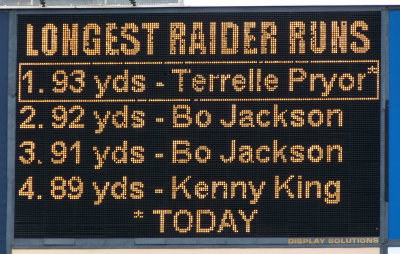 LONGEST RAIDER RUNS
1. 93 yds - Terrelle Pryor*
2. 92 yds - Bo Jackson
3. 91 yds - Bo Jackson
4. 89 yds - Kenny King
* TODAY
DISPLAY SOLUTIONS